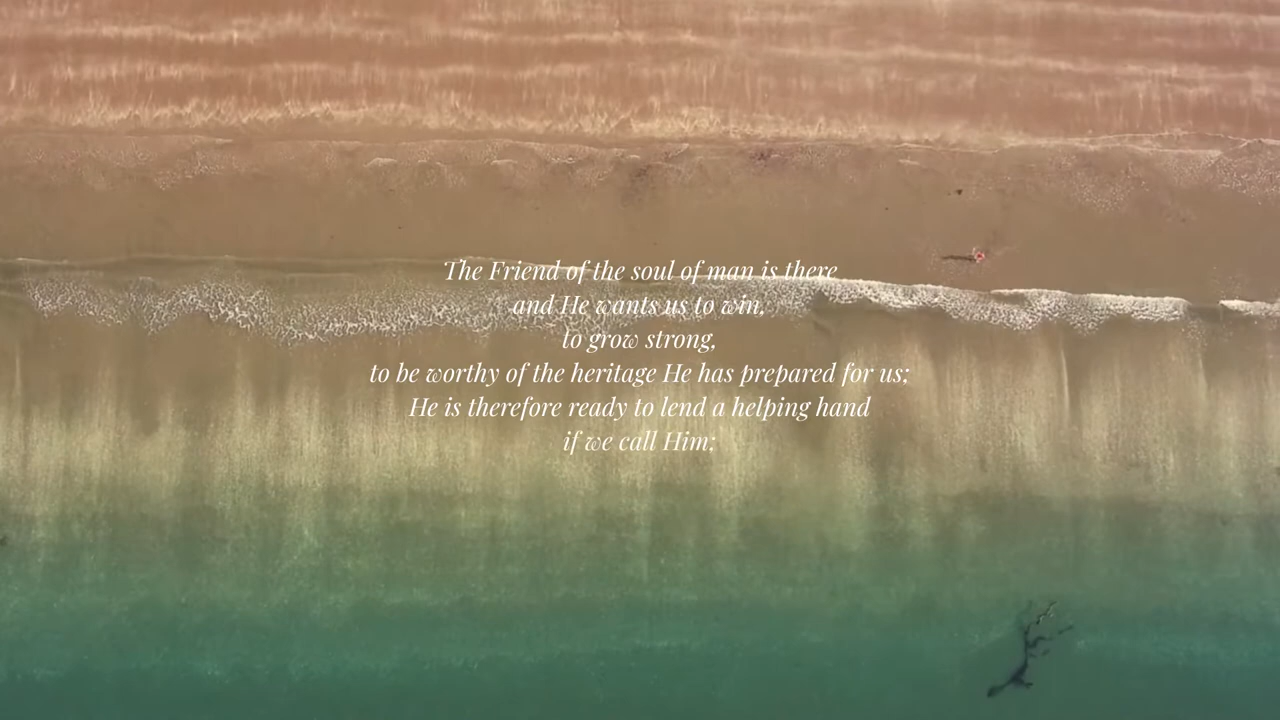 The Friend of the soul of man is there
and He wants us to win,
to grow strong,
to be worthy of the heritage He has prepared for us;
He is therefore ready to lend a helping hand
if we call Him;